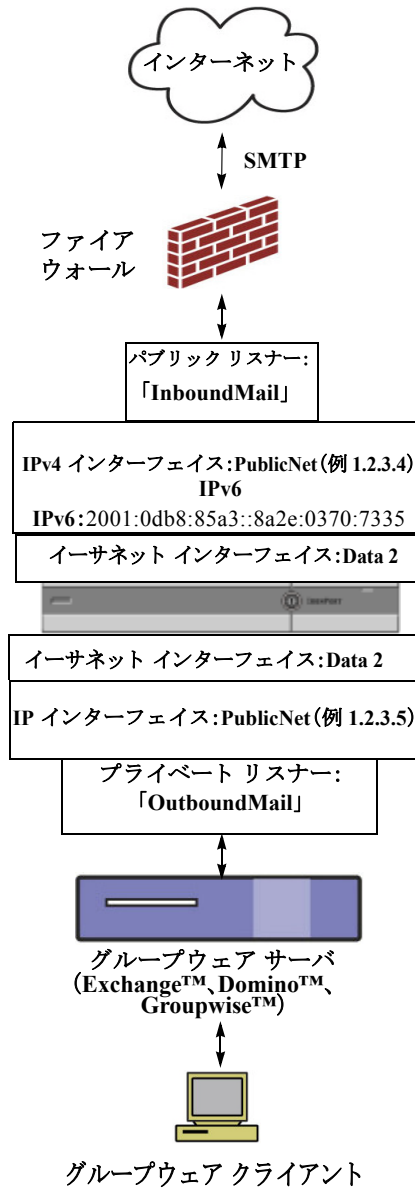 インターネット
SMTP
ファイア
ウォール
パブリック リスナー:
「InboundMail」
IPv4 インターフェイス:PublicNet(例 1.2.3.4)
IPv6
IPv6:2001:0db8:85a3::8a2e:0370:7335
イーサネット インターフェイス:Data 2
IRONPORT
イーサネット インターフェイス:Data 2
IP インターフェイス:PublicNet(例 1.2.3.5)
プライベート リスナー:
「OutboundMail」
グループウェア サーバ
(Exchange™、Domino™、
Groupwise™)
グループウェア クライアント